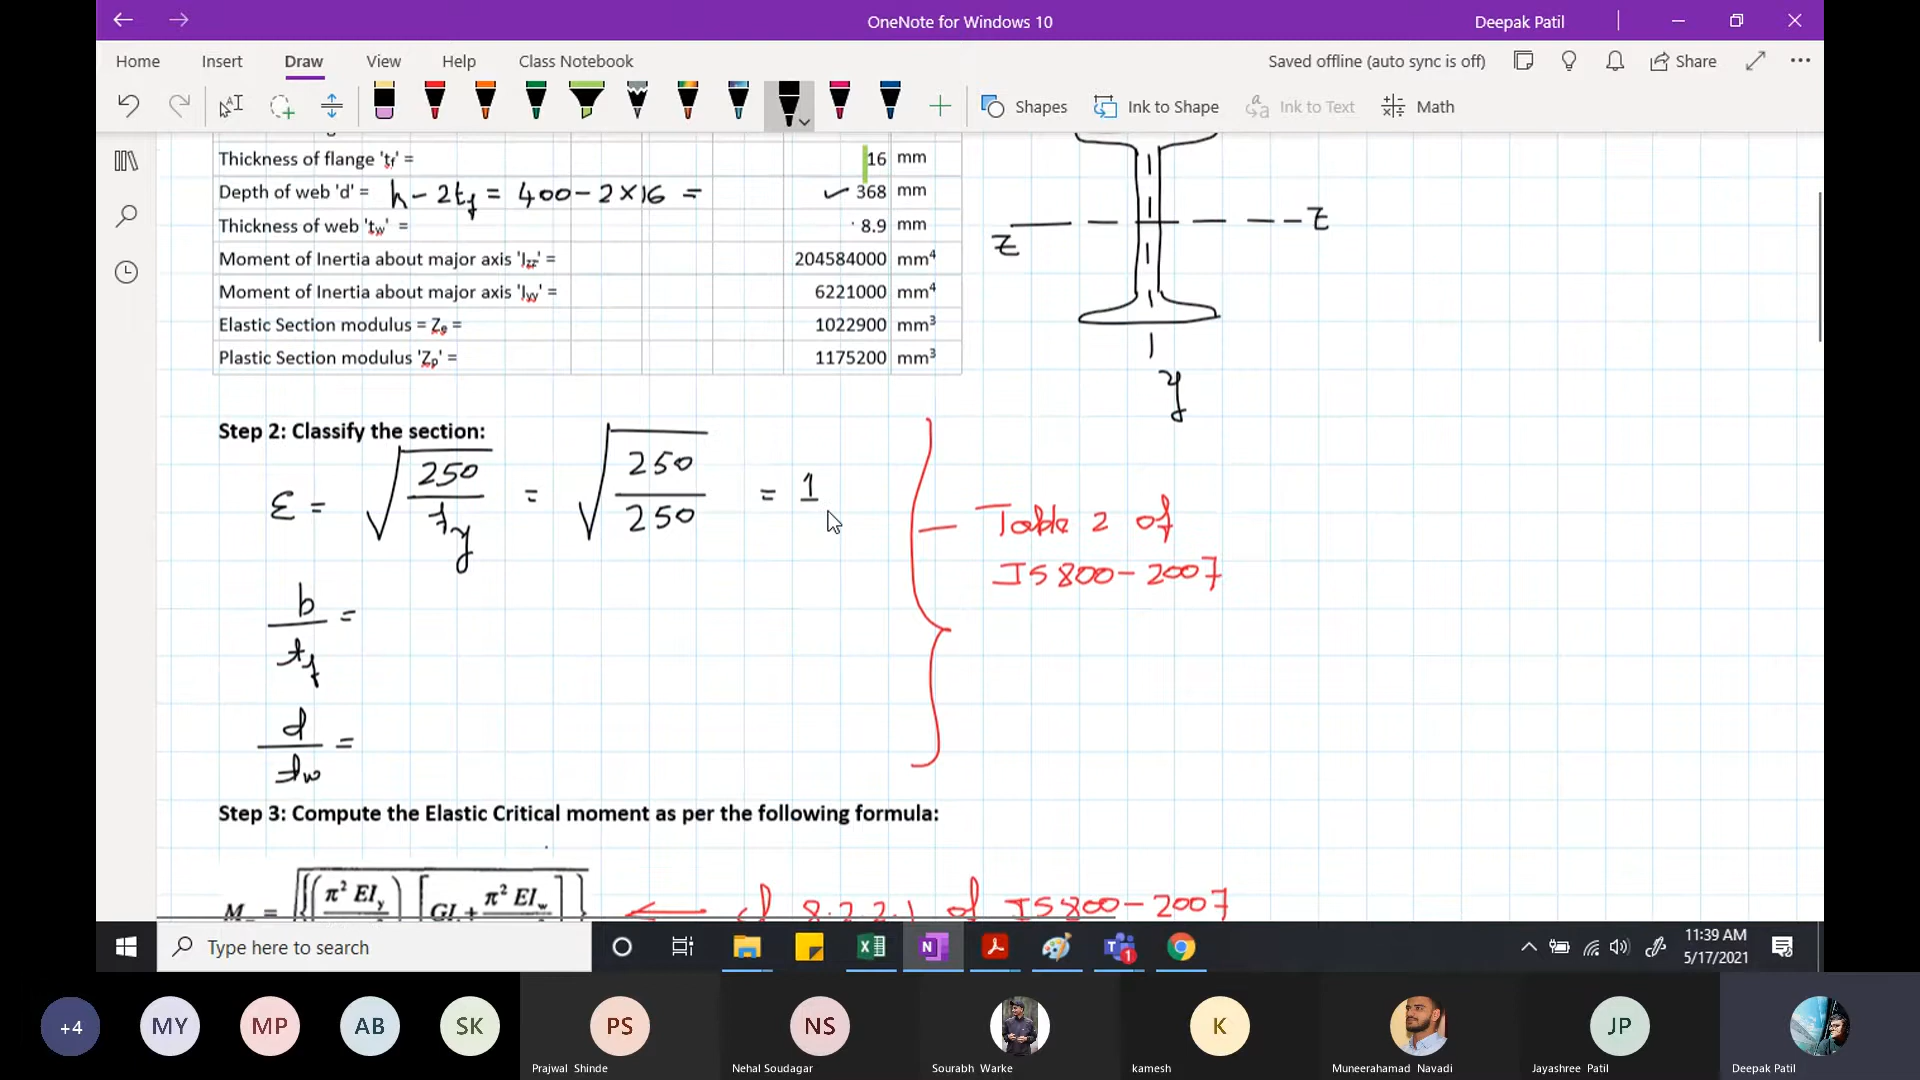 OneNote for Windows 10
Deepak Patil
Home Insert Draw View Help Class Notebook
Saved offline (auto sync is off) Share
Shapes Ink to Shape Ink to Text Math
Thickness of flange 'tf' = 16 mm
Depth of web 'd' = h - 2tf = 400 - 2 × 16 = ✓ 368 mm
Thickness of web 'tw' = 8.9 mm
Moment of Inertia about major axis 'Izz' = 204584000 mm⁴
Moment of Inertia about major axis 'Iyy' = 6221000 mm⁴
Elastic Section modulus = Ze = 1022900 mm³
Plastic Section modulus 'Zp' = 1175200 mm³
z z
y
Step 2: Classify the section:
ε = √(250/fy) = √(250/250) = 1
Table 2 of
IS 800 - 2007
b/tf =
d/tw =
Step 3: Compute the Elastic Critical moment as per the following formula:
π² EIy GI + π² EIw ← cl 8.2.2.1 of IS800-2007
Type here to search
11:39 AM
5/17/2021
+4 MY MP AB SK PS NS K JP
Prajwal Shinde Nehal Soudagar Sourabh Warke kamesh Muneerahamad Navadi Jayashree Patil Deepak Patil